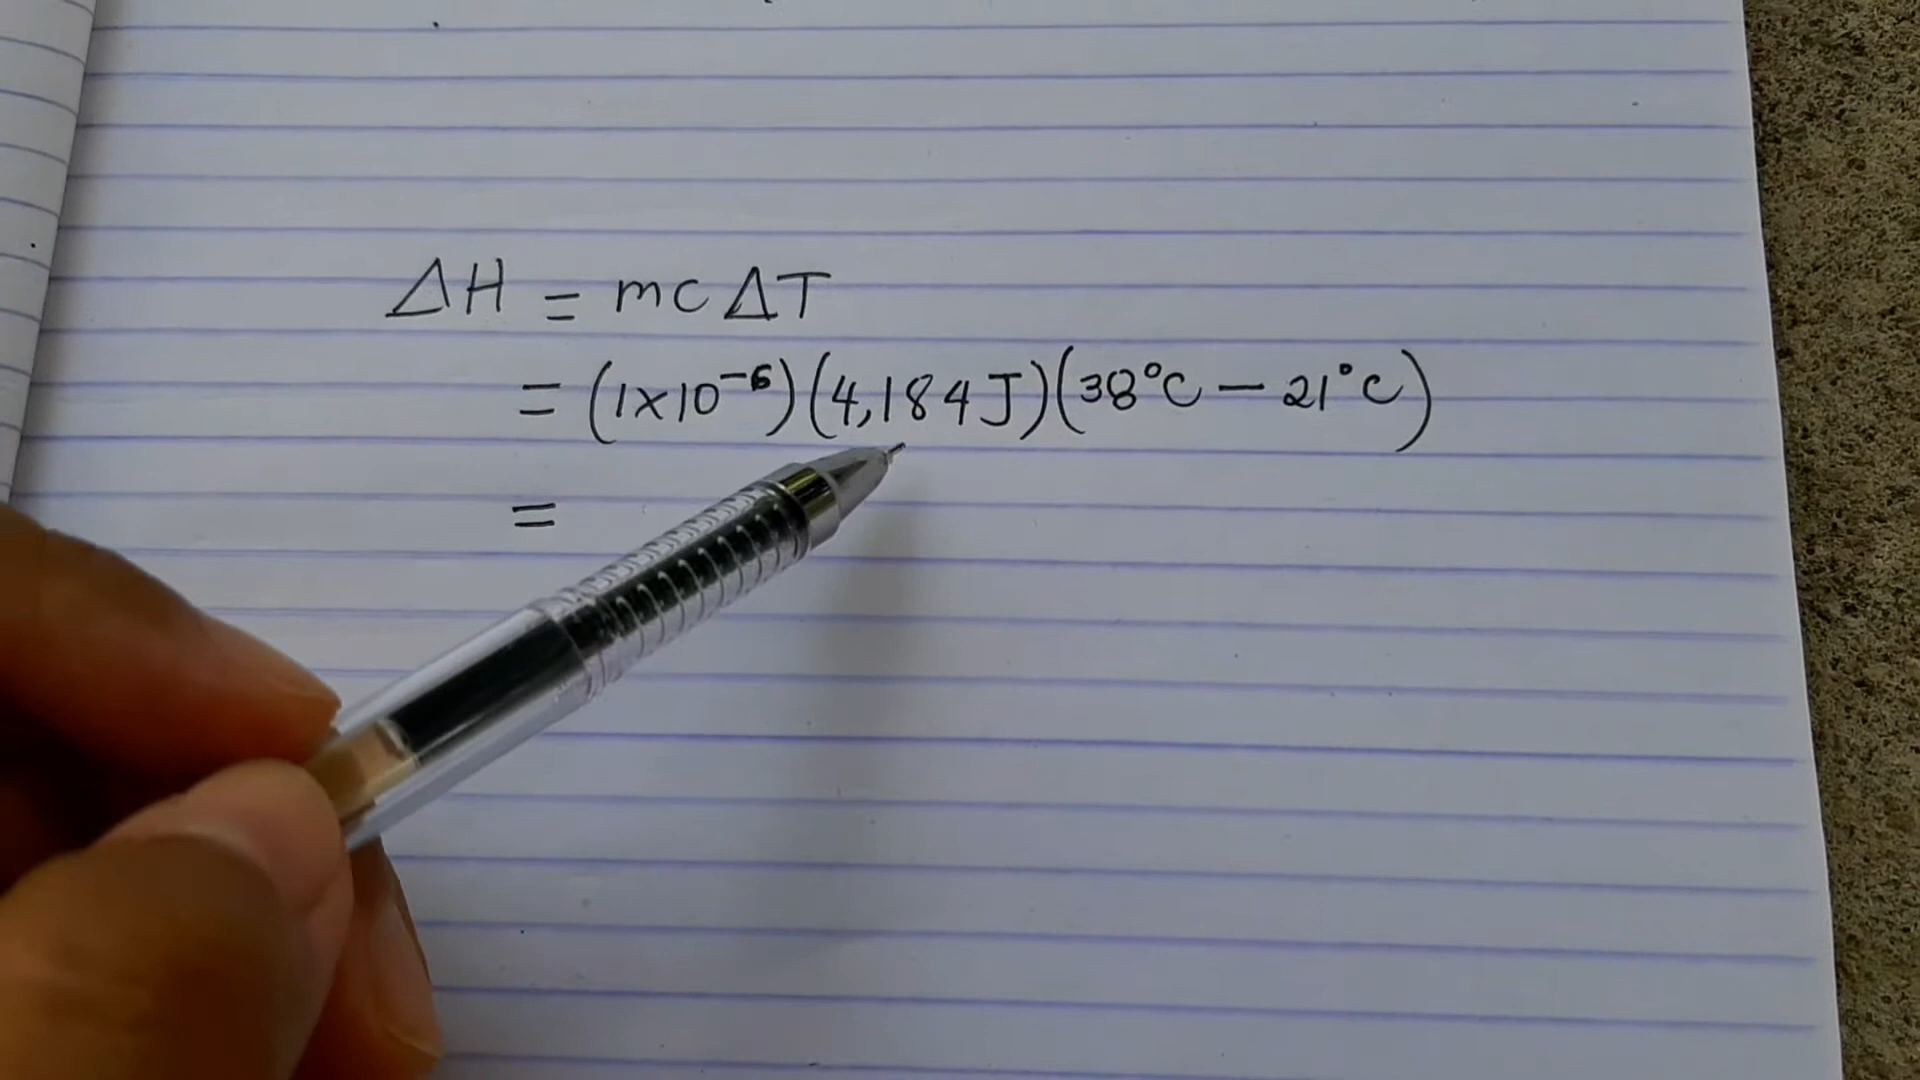 ΔH = mcΔT
= (1x10⁻⁶)(4,184J)(38°C – 21°C)
=